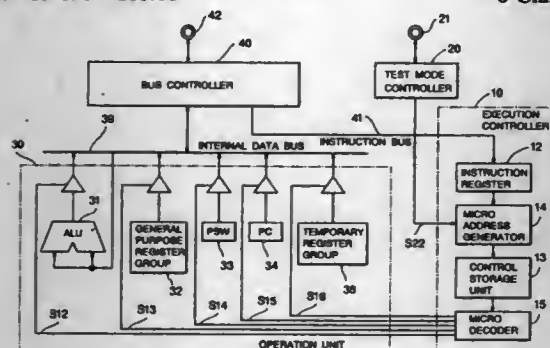 42
21
40
20
BUS CONTROLLER
TEST MODE
CONTROLLER
10
EXECUTION
CONTROLLER
41
39
INTERNAL DATA BUS
INSTRUCTION BUS
30
12
INSTRUCTION
REGISTER
31
14
ALU
GENERAL
PURPOSE
REGISTER
GROUP
PSW
PC
TEMPORARY
REGISTER
GROUP
MICRO
ADDRESS
GENERATOR
S22
33
34
32
38
13
CONTROL
STORAGE
UNIT
S12
S13
S14
S15
S16
15
MICRO
DECODER
OPERATION UNIT